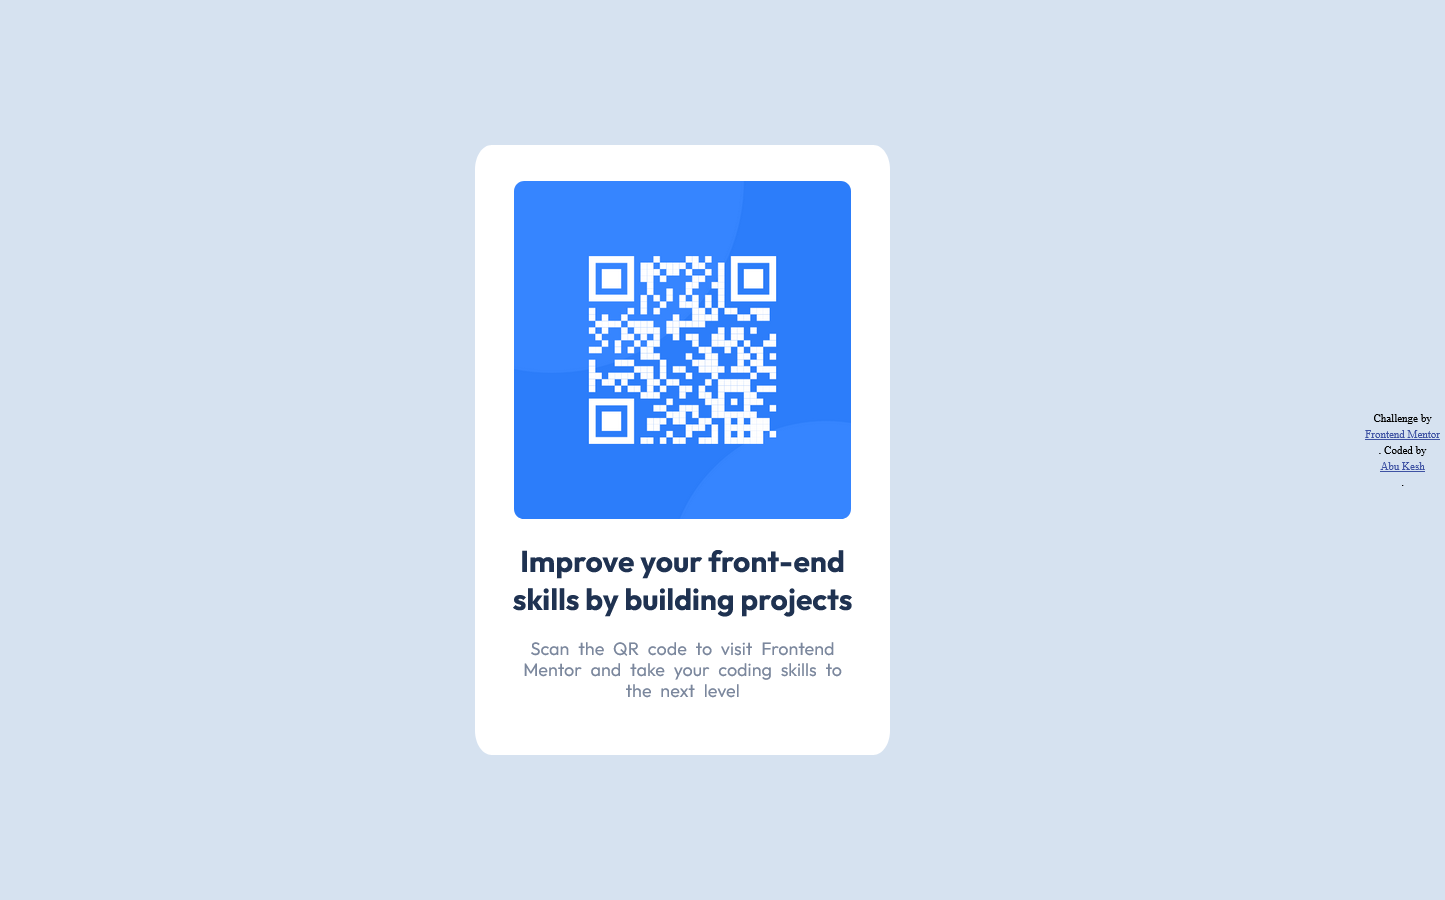 Improve your front-end
skills by building projects
Scan the QR code to visit Frontend
Mentor and take your coding skills to
the next level
Challenge by
Frontend Mentor
. Coded by
Abu Kesh
.